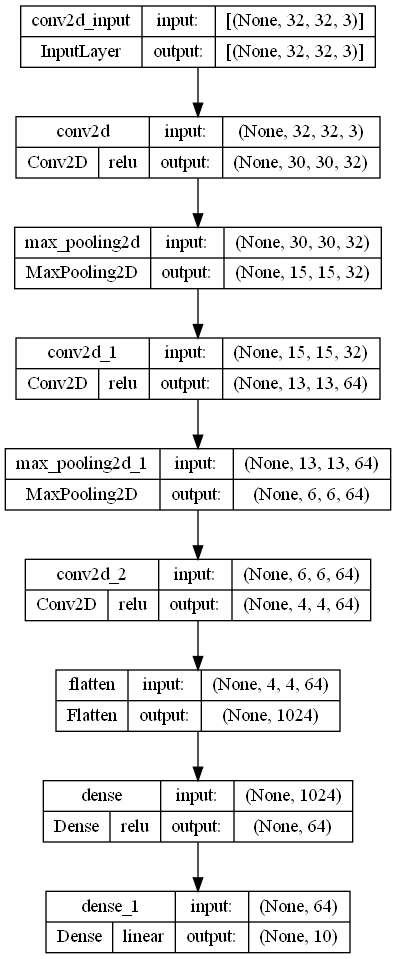 conv2d_input input: [(None, 32, 32, 3)]
InputLayer output: [(None, 32, 32, 3)]
conv2d input: (None, 32, 32, 3)
Conv2D relu output: (None, 30, 30, 32)
max_pooling2d input: (None, 30, 30, 32)
MaxPooling2D output: (None, 15, 15, 32)
conv2d_1 input: (None, 15, 15, 32)
Conv2D relu output: (None, 13, 13, 64)
max_pooling2d_1 input: (None, 13, 13, 64)
MaxPooling2D output: (None, 6, 6, 64)
conv2d_2 input: (None, 6, 6, 64)
Conv2D relu output: (None, 4, 4, 64)
flatten input: (None, 4, 4, 64)
Flatten output: (None, 1024)
dense input: (None, 1024)
Dense relu output: (None, 64)
dense_1 input: (None, 64)
Dense linear output: (None, 10)